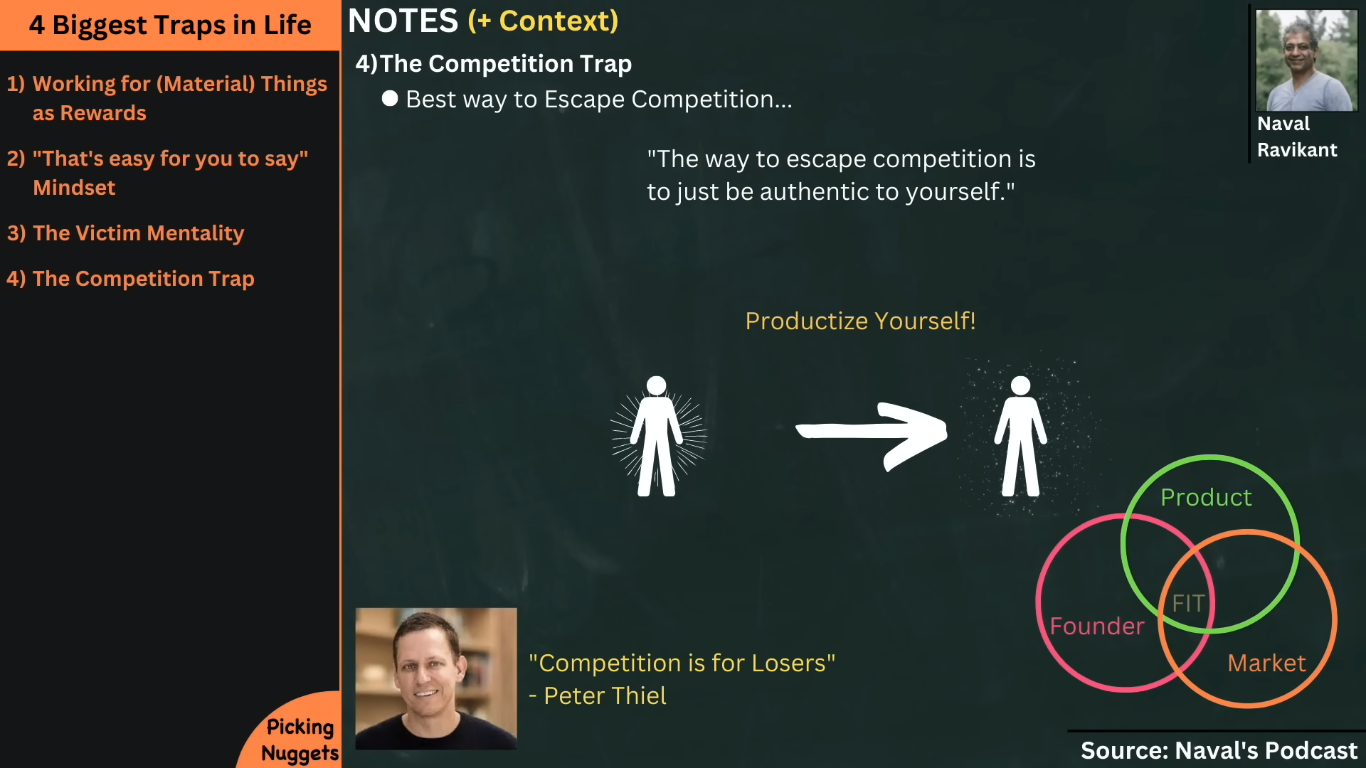 4 Biggest Traps in Life
1) Working for (Material) Things
as Rewards
2) "That's easy for you to say"
Mindset
3) The Victim Mentality
4) The Competition Trap
Picking
Nuggets
NOTES (+ Context)
4)The Competition Trap
Best way to Escape Competition...
"The way to escape competition is
to just be authentic to yourself."
Productize Yourself!
Naval
Ravikant
Product
FIT
Founder
Market
"Competition is for Losers"
- Peter Thiel
Source: Naval's Podcast